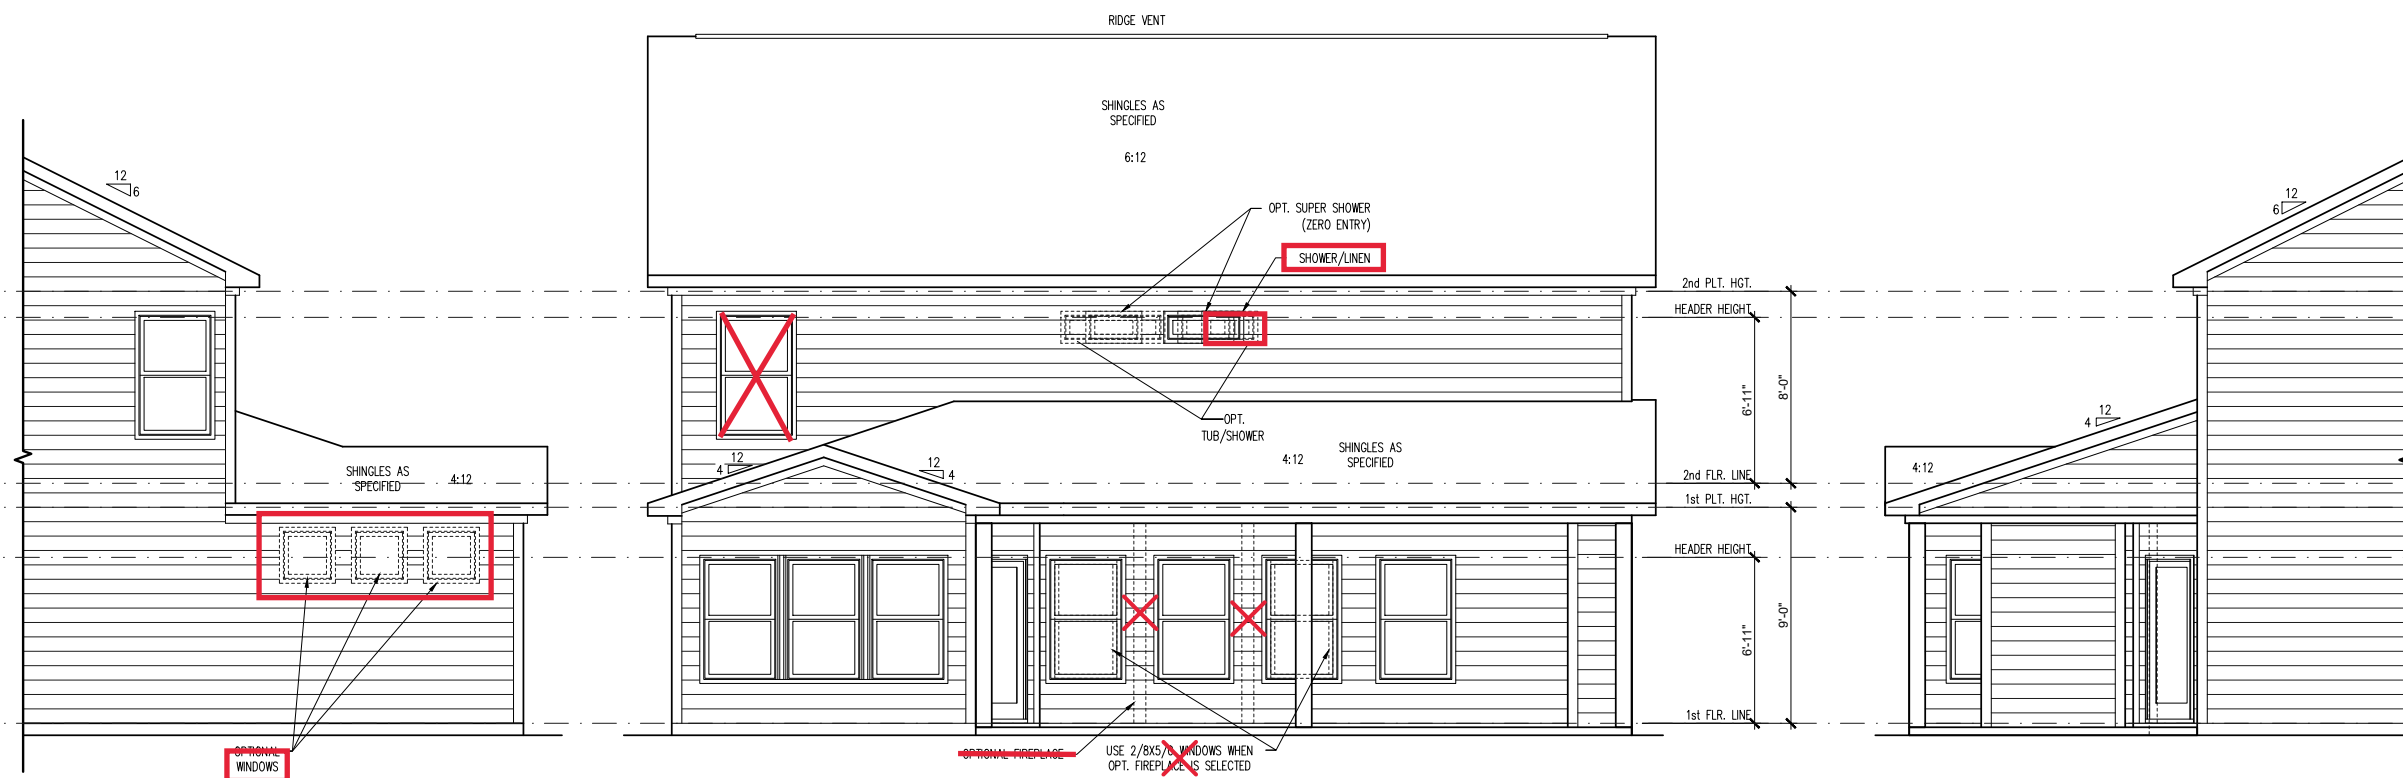 RIDGE VENT
SHINGLES AS
SPECIFIED
6:12
12
6
OPT. SUPER SHOWER
(ZERO ENTRY)
SHOWER/LINEN
12
6
2nd PLT. HGT.
HEADER HEIGHT
6'-11"
8'-0"
OPT.
TUB/SHOWER
SHINGLES AS
SPECIFIED
4:12
12
4
12
4
4:12
SHINGLES AS
SPECIFIED
12
4
4:12
2nd FLR. LINE
1st PLT. HGT.
HEADER HEIGHT
6'-11"
9'-0"
1st FLR. LINE
OPTIONAL
WINDOWS
OPTIONAL FIREPLACE
USE 2/8X5/0 WINDOWS WHEN
OPT. FIREPLACE IS SELECTED